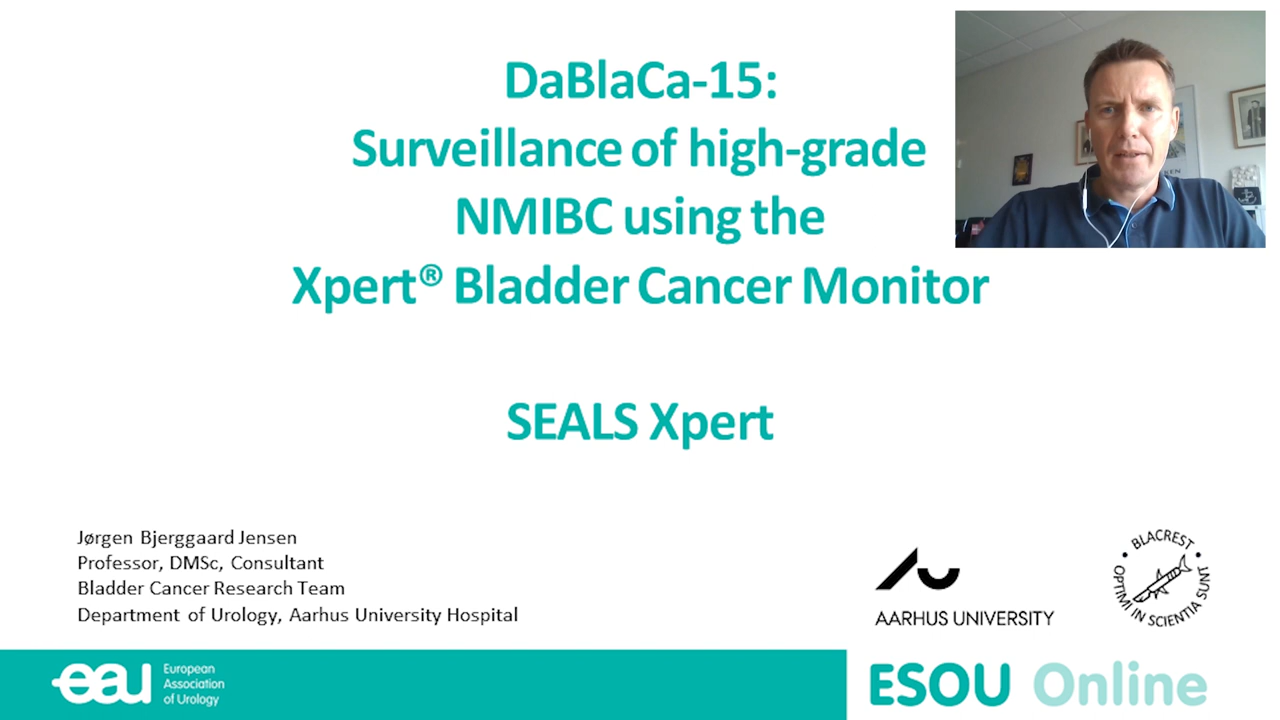 DaBlaCa-15:
Surveillance of high-grade
NMIBC using the
Xpert® Bladder Cancer Monitor
SEALS Xpert
Jørgen Bjerggaard Jensen
Professor, DMSc, Consultant
Bladder Cancer Research Team
Department of Urology, Aarhus University Hospital
AARHUS UNIVERSITY
BLACREST
OPTIMI IN SCIENTIA SUNT
eau
European
Association
of Urology
ESOU Online